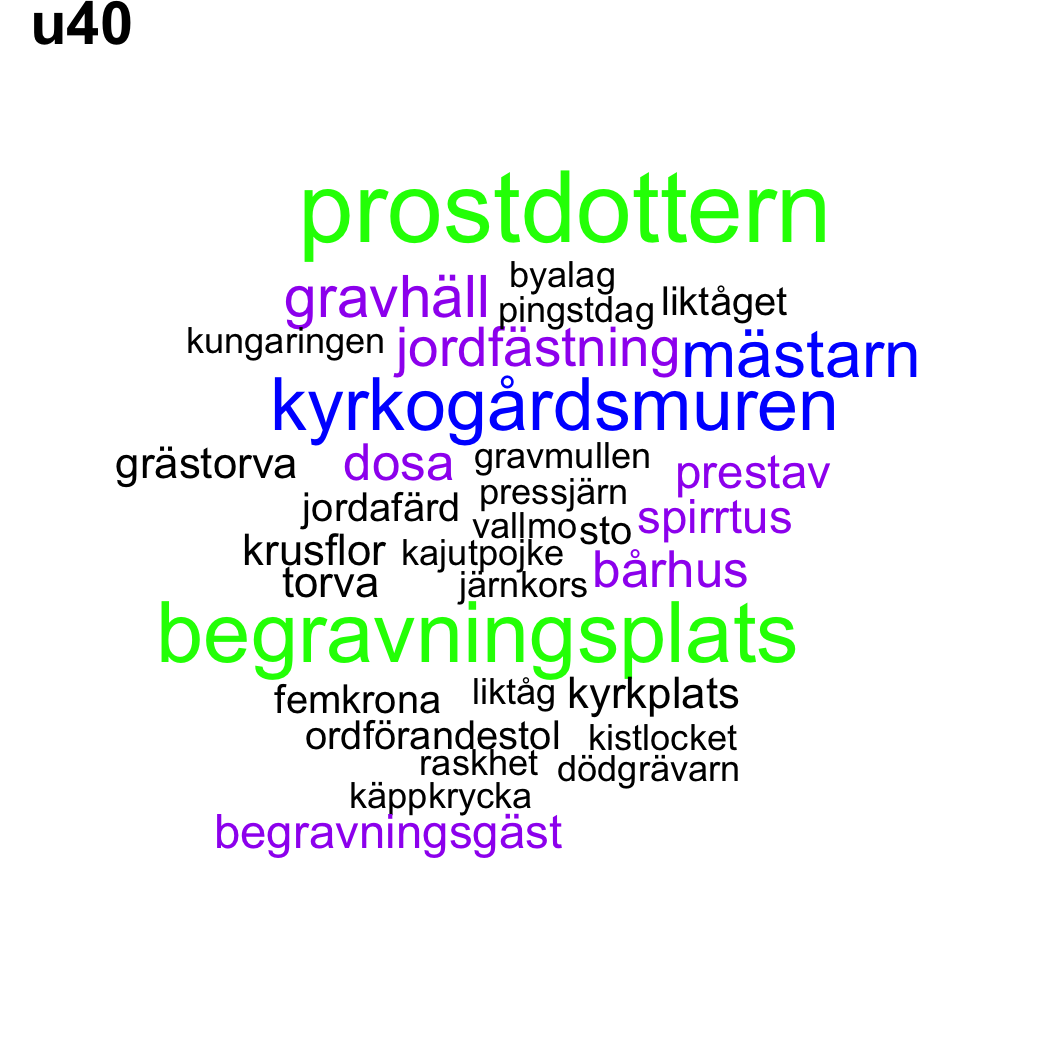 u40
prostdottern
byalag
gravhäll pingstdag liktåget
kungaringen jordfästning mästarn
kyrkogårdsmuren
grästorva dosa gravmullen prestav
jordafärd pressjärn spirrtus
vallmo sto
krusflor kajutpojke bårhus
torva järnkors
begravningsplats
femkrona liktåg kyrkplats
ordförandestol kistlocket
raskhet dödgrävarn
käppkrycka
begravningsgäst